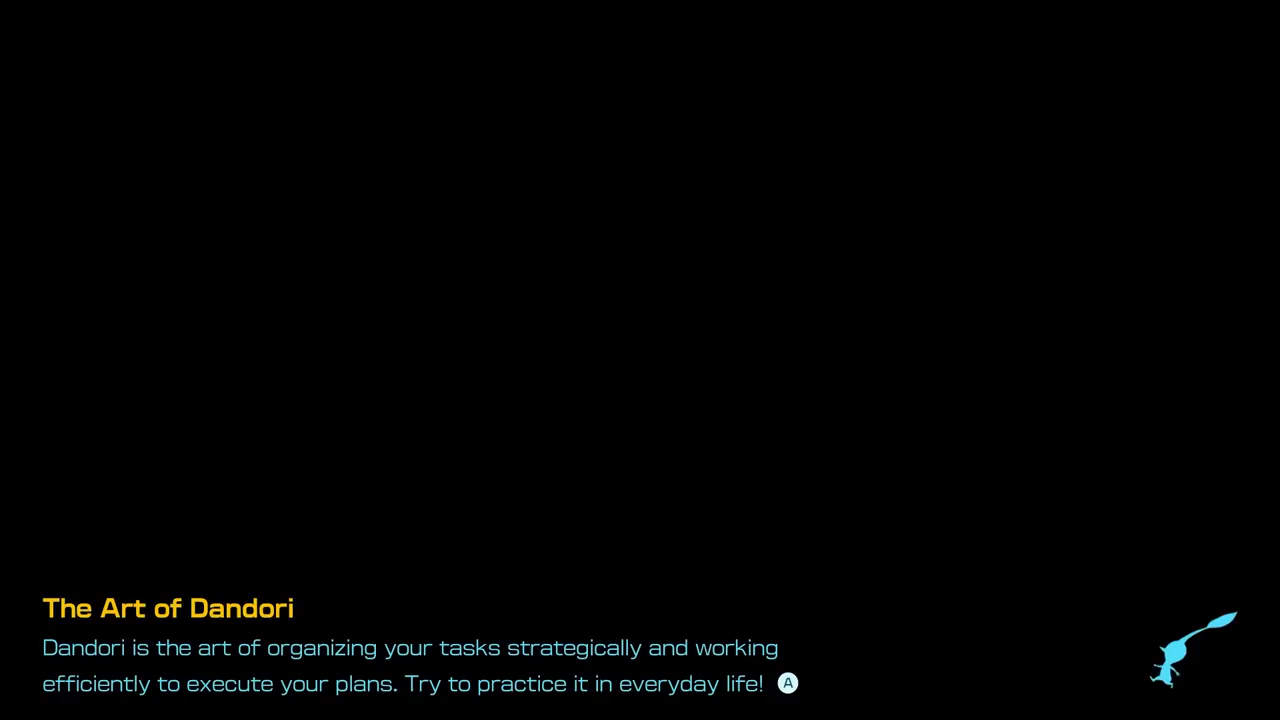 The Art of Dandori
Dandori is the art of organizing your tasks strategically and working
efficiently to execute your plans. Try to practice it in everyday life! A